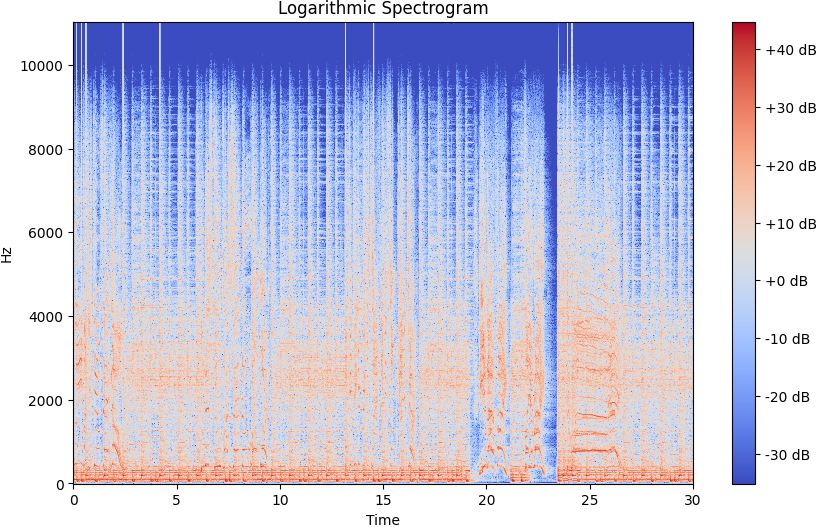 Logarithmic Spectrogram
Hz
10000
8000
6000
4000
2000
0
0 5 10 15 20 25 30
Time
+40 dB
+30 dB
+20 dB
+10 dB
+0 dB
-10 dB
-20 dB
-30 dB